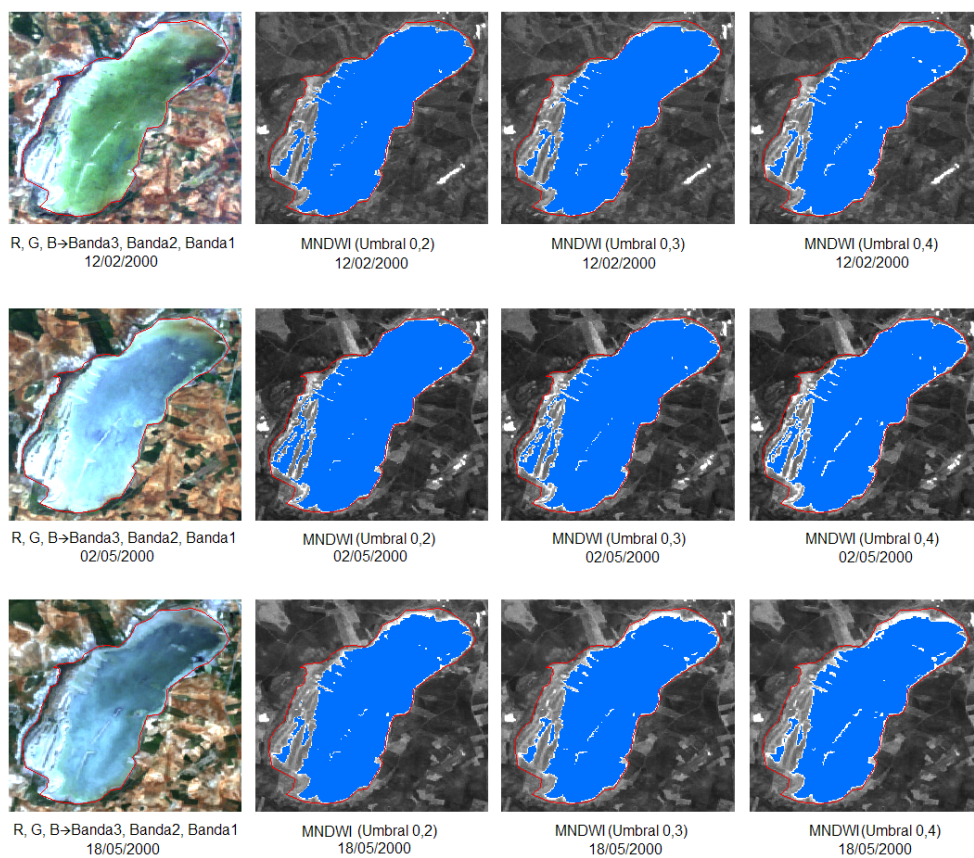 R, G, B→Banda3, Banda2, Banda1
12/02/2000
MNDWI (Umbral 0,2)
12/02/2000
MNDWI (Umbral 0,3)
12/02/2000
MNDWI (Umbral 0,4)
12/02/2000
R, G, B→Banda3, Banda2, Banda1
02/05/2000
MNDWI (Umbral 0,2)
02/05/2000
MNDWI (Umbral 0,3)
02/05/2000
MNDWI (Umbral 0,4)
02/05/2000
R, G, B→Banda3, Banda2, Banda1
18/05/2000
MNDWI (Umbral 0,2)
18/05/2000
MNDWI (Umbral 0,3)
18/05/2000
MNDWI (Umbral 0,4)
18/05/2000